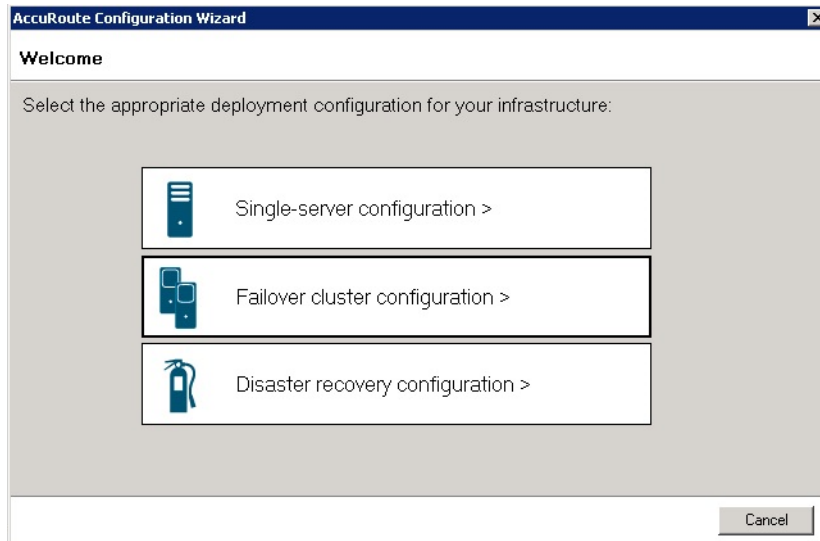 AccuRoute Configuration Wizard
Welcome
Select the appropriate deployment configuration for your infrastructure:
Single-server configuration >
Failover cluster configuration >
Disaster recovery configuration >
Cancel